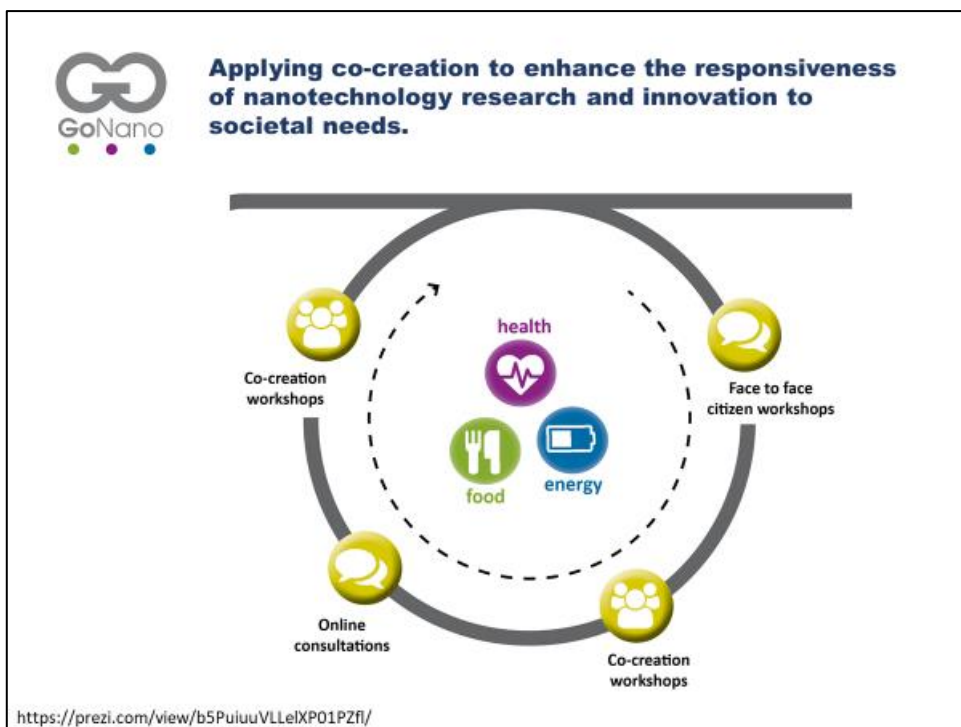 Applying co-creation to enhance the responsiveness
of nanotechnology research and innovation to
societal needs.
GoNano
health
food
energy
Face to face
citizen workshops
Co-creation
workshops
Online
consultations
Co-creation
workshops
https://prezi.com/view/b5PuiuuVLLelXP01PZfl/